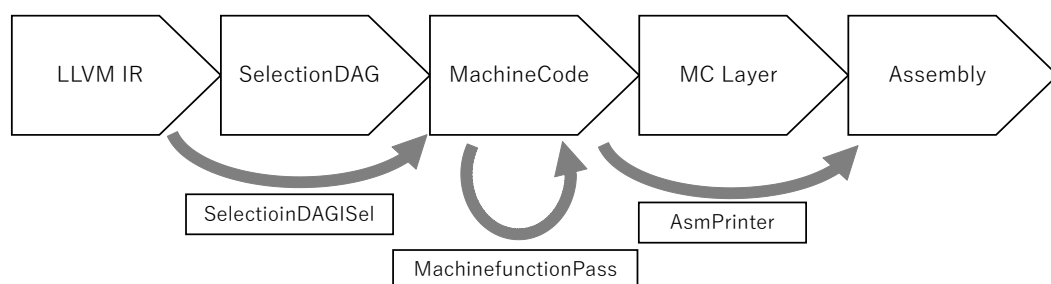 LLVM IR
SelectionDAG
MachineCode
MC Layer
Assembly
SelectioinDAGISel
AsmPrinter
MachinefunctionPass